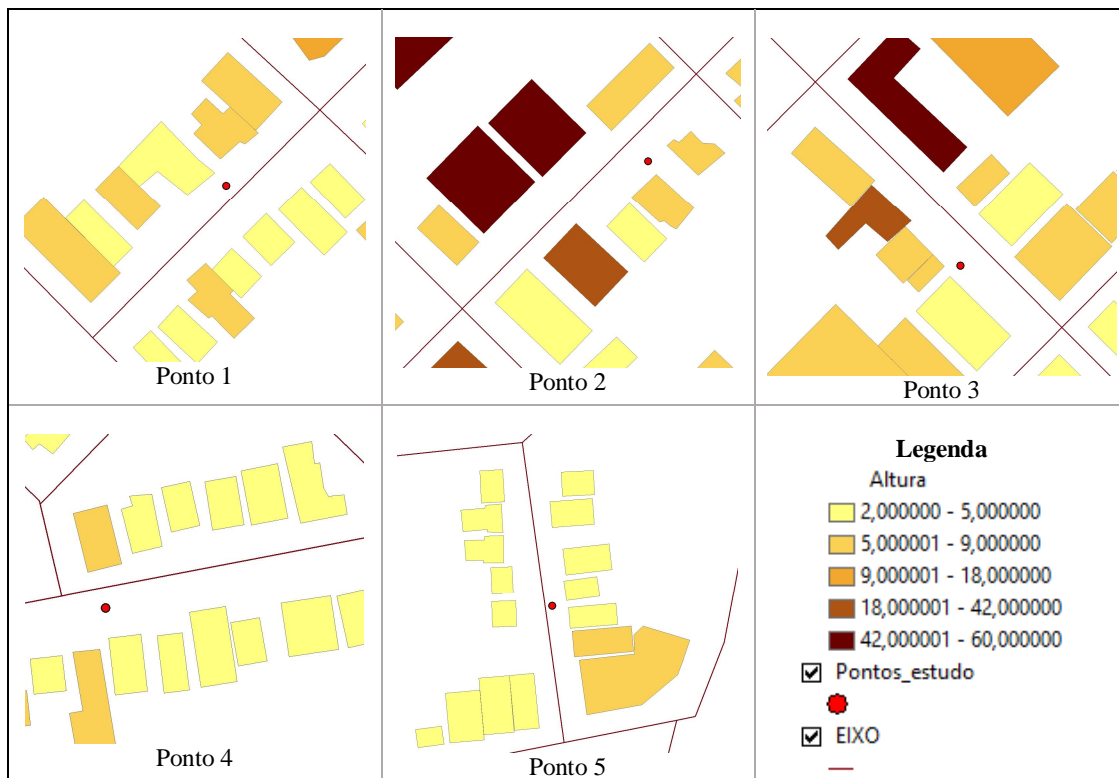 Ponto 1
Ponto 2
Ponto 3
Ponto 4
Ponto 5
Legenda
Altura
2,000000 - 5,000000
5,000001 - 9,000000
9,000001 - 18,000000
18,000001 - 42,000000
42,000001 - 60,000000
Pontos_estudo
EIXO